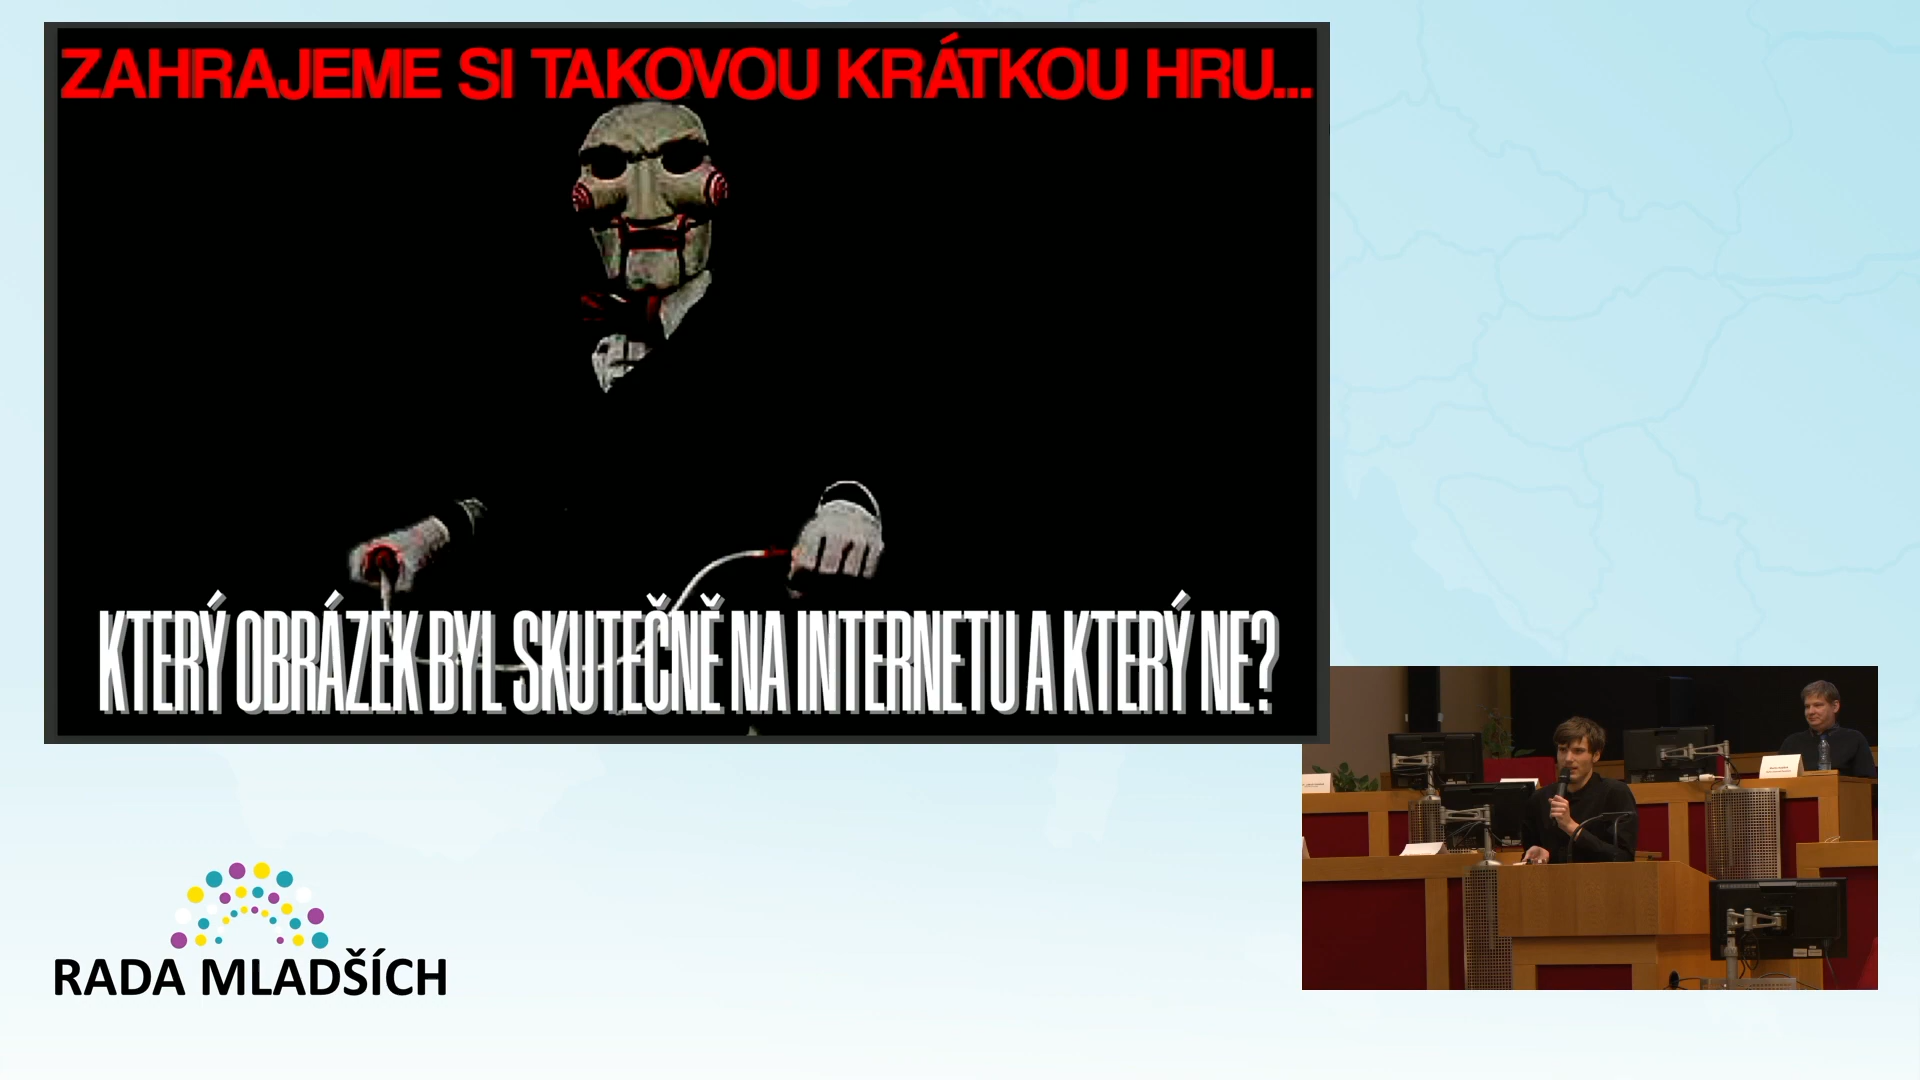 ZAHRAJEME SI TAKOVOU KRÁTKOU HRU...
KTERÝ OBRÁZEK BYL SKUTEČNĚ NA INTERNETU A KTERÝ NE?
RADA MLADŠÍCH